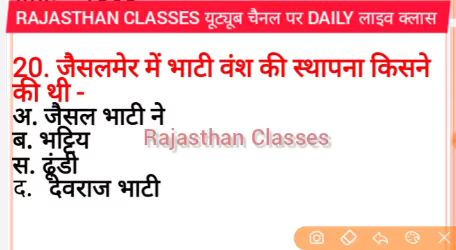 RAJASTHAN CLASSES यूट्यूब चैनल पर DAILY लाइव क्लास
20. जैसलमेर में भाटी वंश की स्थापना किसने
की थी -
अ. जैसल भाटी ने
ब. भट्टिय
Rajasthan Classes
स. ढूंडी
द. देवराज भाटी